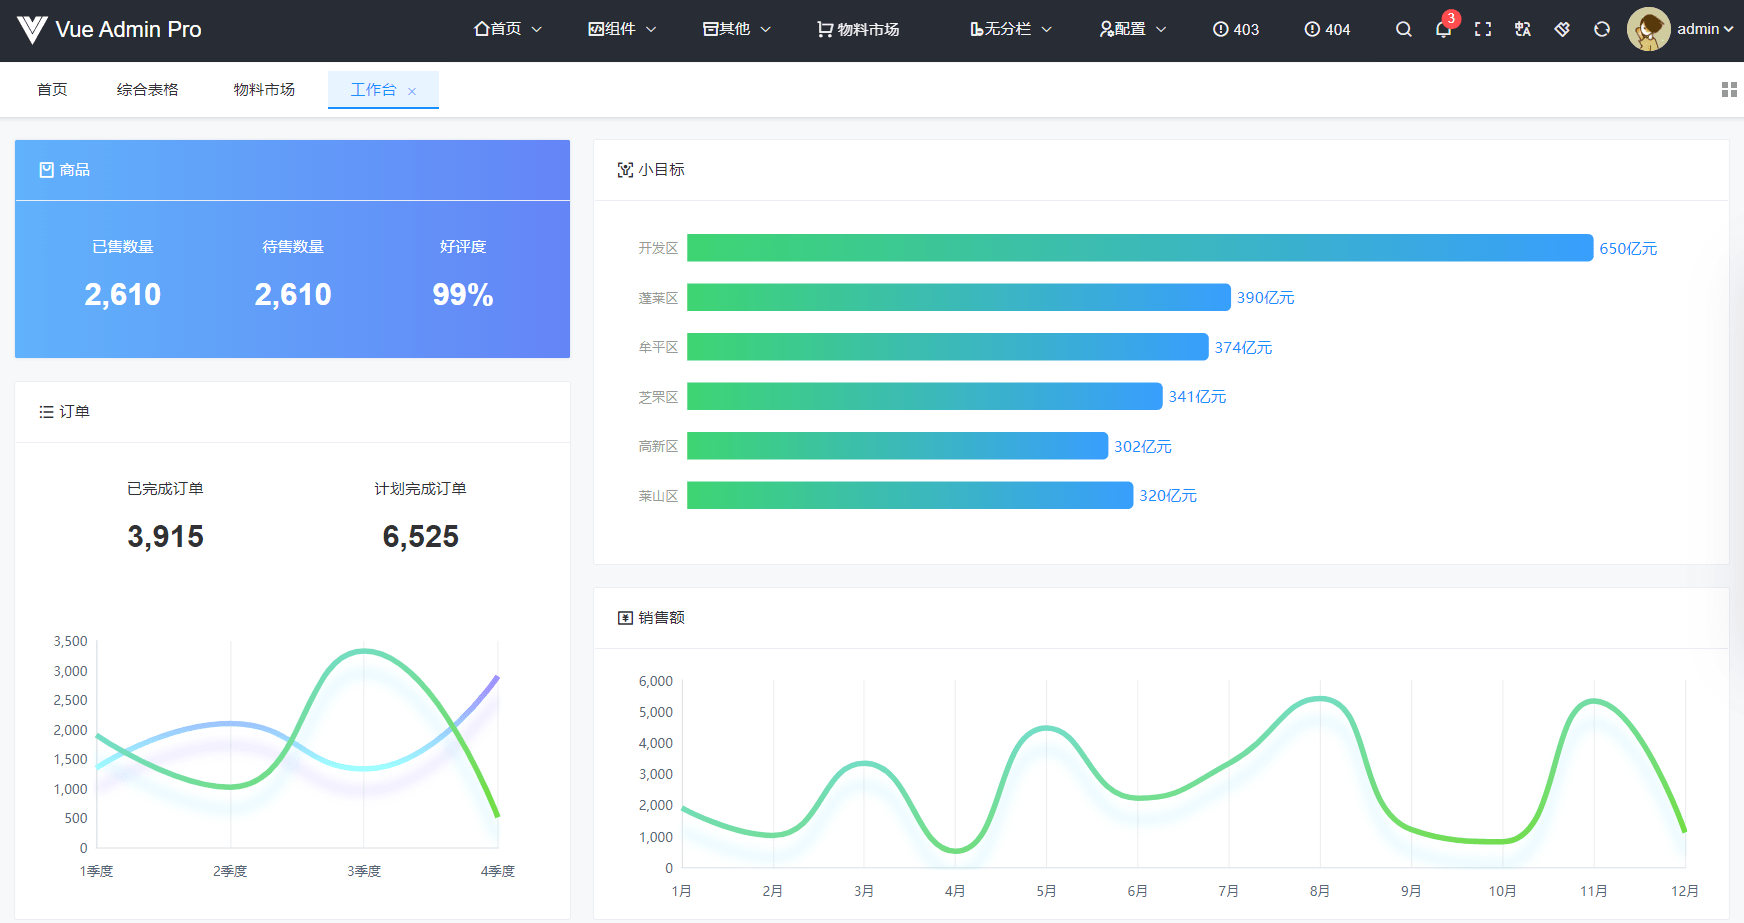 Vue Admin Pro
首页 组件 其他 物料市场 无分栏 配置 403 404 3 admin
首页 综合表格 物料市场 工作台 ×
商品
已售数量 待售数量 好评度
2,610 2,610 99%
订单
已完成订单 计划完成订单
3,915 6,525
3,500
3,000
2,500
2,000
1,500
1,000
500
0
1季度 2季度 3季度 4季度
小目标
开发区 650亿元
蓬莱区 390亿元
牟平区 374亿元
芝罘区 341亿元
高新区 302亿元
莱山区 320亿元
销售额
6,000
5,000
4,000
3,000
2,000
1,000
0
1月 2月 3月 4月 5月 6月 7月 8月 9月 10月 11月 12月